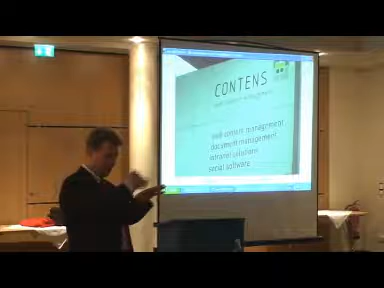 CONTENS
web content management
document management
intranet solutions
social software